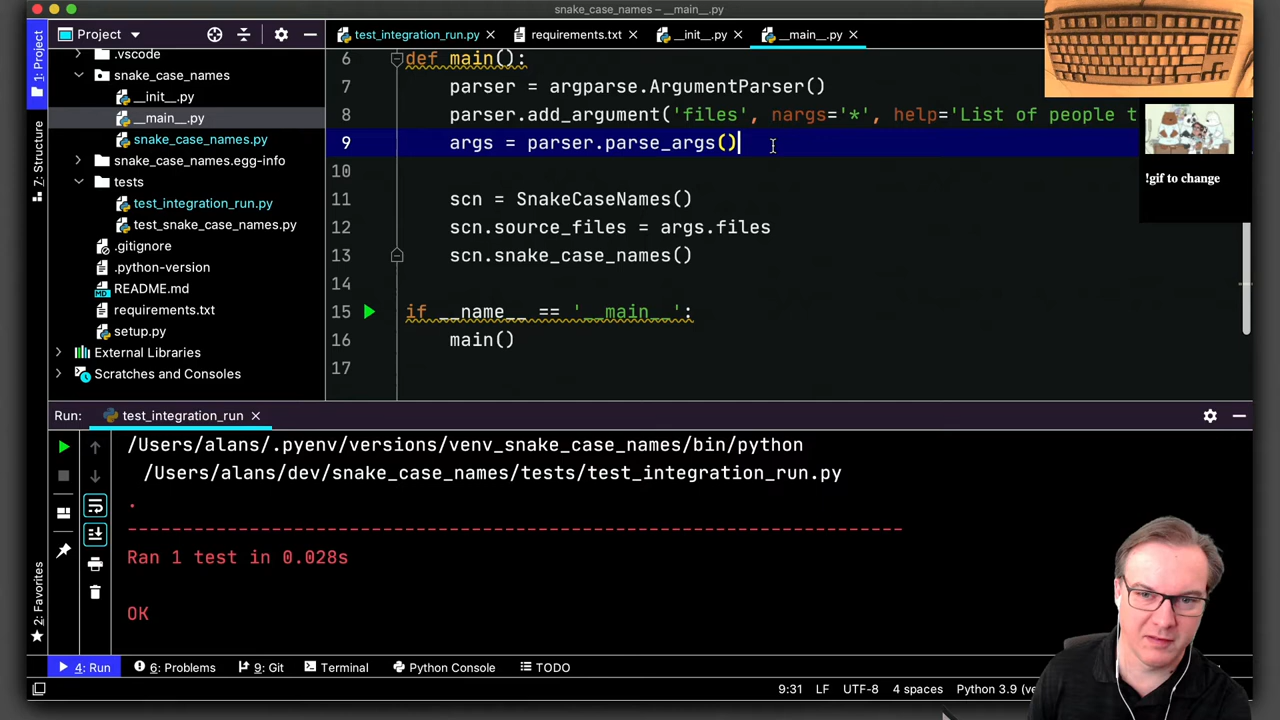 snake_case_names – __main__.py
Project
test_integration_run.py
requirements.txt
__init__.py
__main__.py
1: Project
.vscode
snake_case_names
__init__.py
__main__.py
snake_case_names.py
snake_case_names.egg-info
tests
test_integration_run.py
test_snake_case_names.py
.gitignore
.python-version
README.md
requirements.txt
setup.py
External Libraries
Scratches and Consoles
7: Structure
2: Favorites
6 def main():
7 parser = argparse.ArgumentParser()
8 parser.add_argument('files', nargs='*', help='List of people t
9 args = parser.parse_args()
10
11 scn = SnakeCaseNames()
12 scn.source_files = args.files
13 scn.snake_case_names()
14
15 if __name__ == '__main__':
16 main()
17
!gif to change
Run: test_integration_run
/Users/alans/.pyenv/versions/venv_snake_case_names/bin/python
/Users/alans/dev/snake_case_names/tests/test_integration_run.py
.
----------------------------------------------------------------------
Ran 1 test in 0.028s
OK
4: Run
6: Problems
9: Git
Terminal
Python Console
TODO
9:31 LF UTF-8 4 spaces Python 3.9 (ve